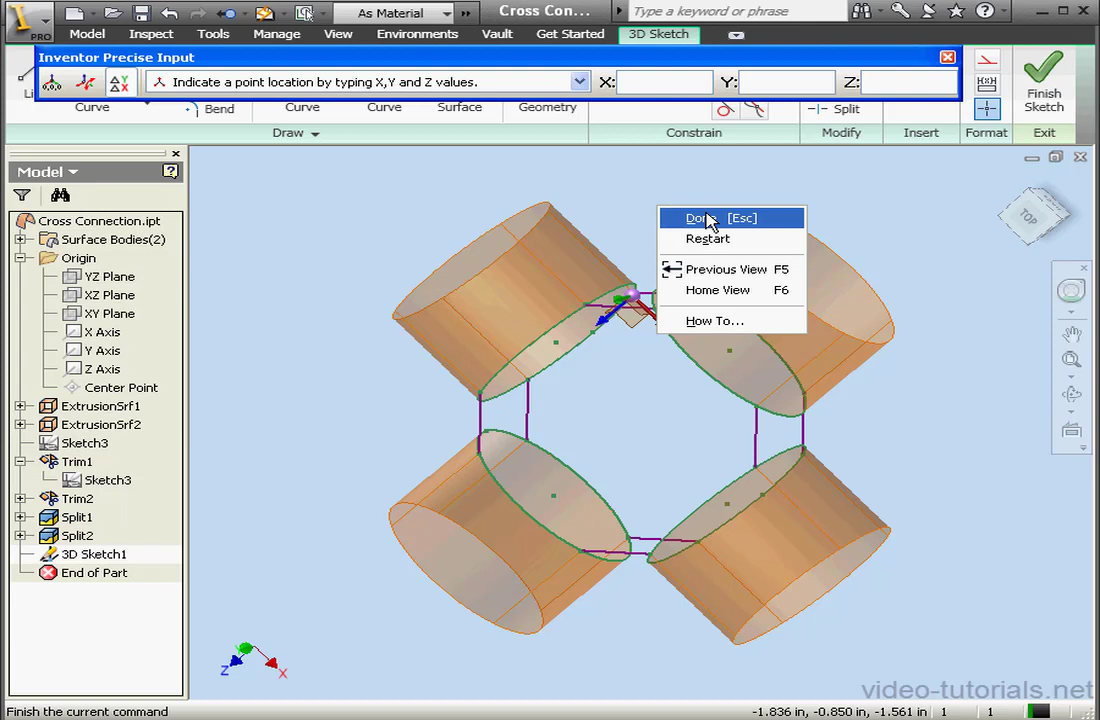 PRO
As Material
Cross Con...
Type a keyword or phrase
Model Inspect Tools Manage View Environments Vault Get Started 3D Sketch
Inventor Precise Input
Indicate a point location by typing X,Y and Z values.
X: Y: Z:
Li
Curve Bend Curve Curve Surface Geometry Split
Finish
Sketch
Draw Constrain Modify Insert Format Exit
Model
Cross Connection.ipt
Surface Bodies(2)
Origin
YZ Plane
XZ Plane
XY Plane
X Axis
Y Axis
Z Axis
Center Point
ExtrusionSrf1
ExtrusionSrf2
Sketch3
Trim1
Sketch3
Trim2
Split1
Split2
3D Sketch1
End of Part
[Esc]
Restart
Previous View F5
Home View F6
How To...
TOP
Z X
video-tutorials.net
Finish the current command
-1.836 in, -0.850 in, -1.561 in 1 1